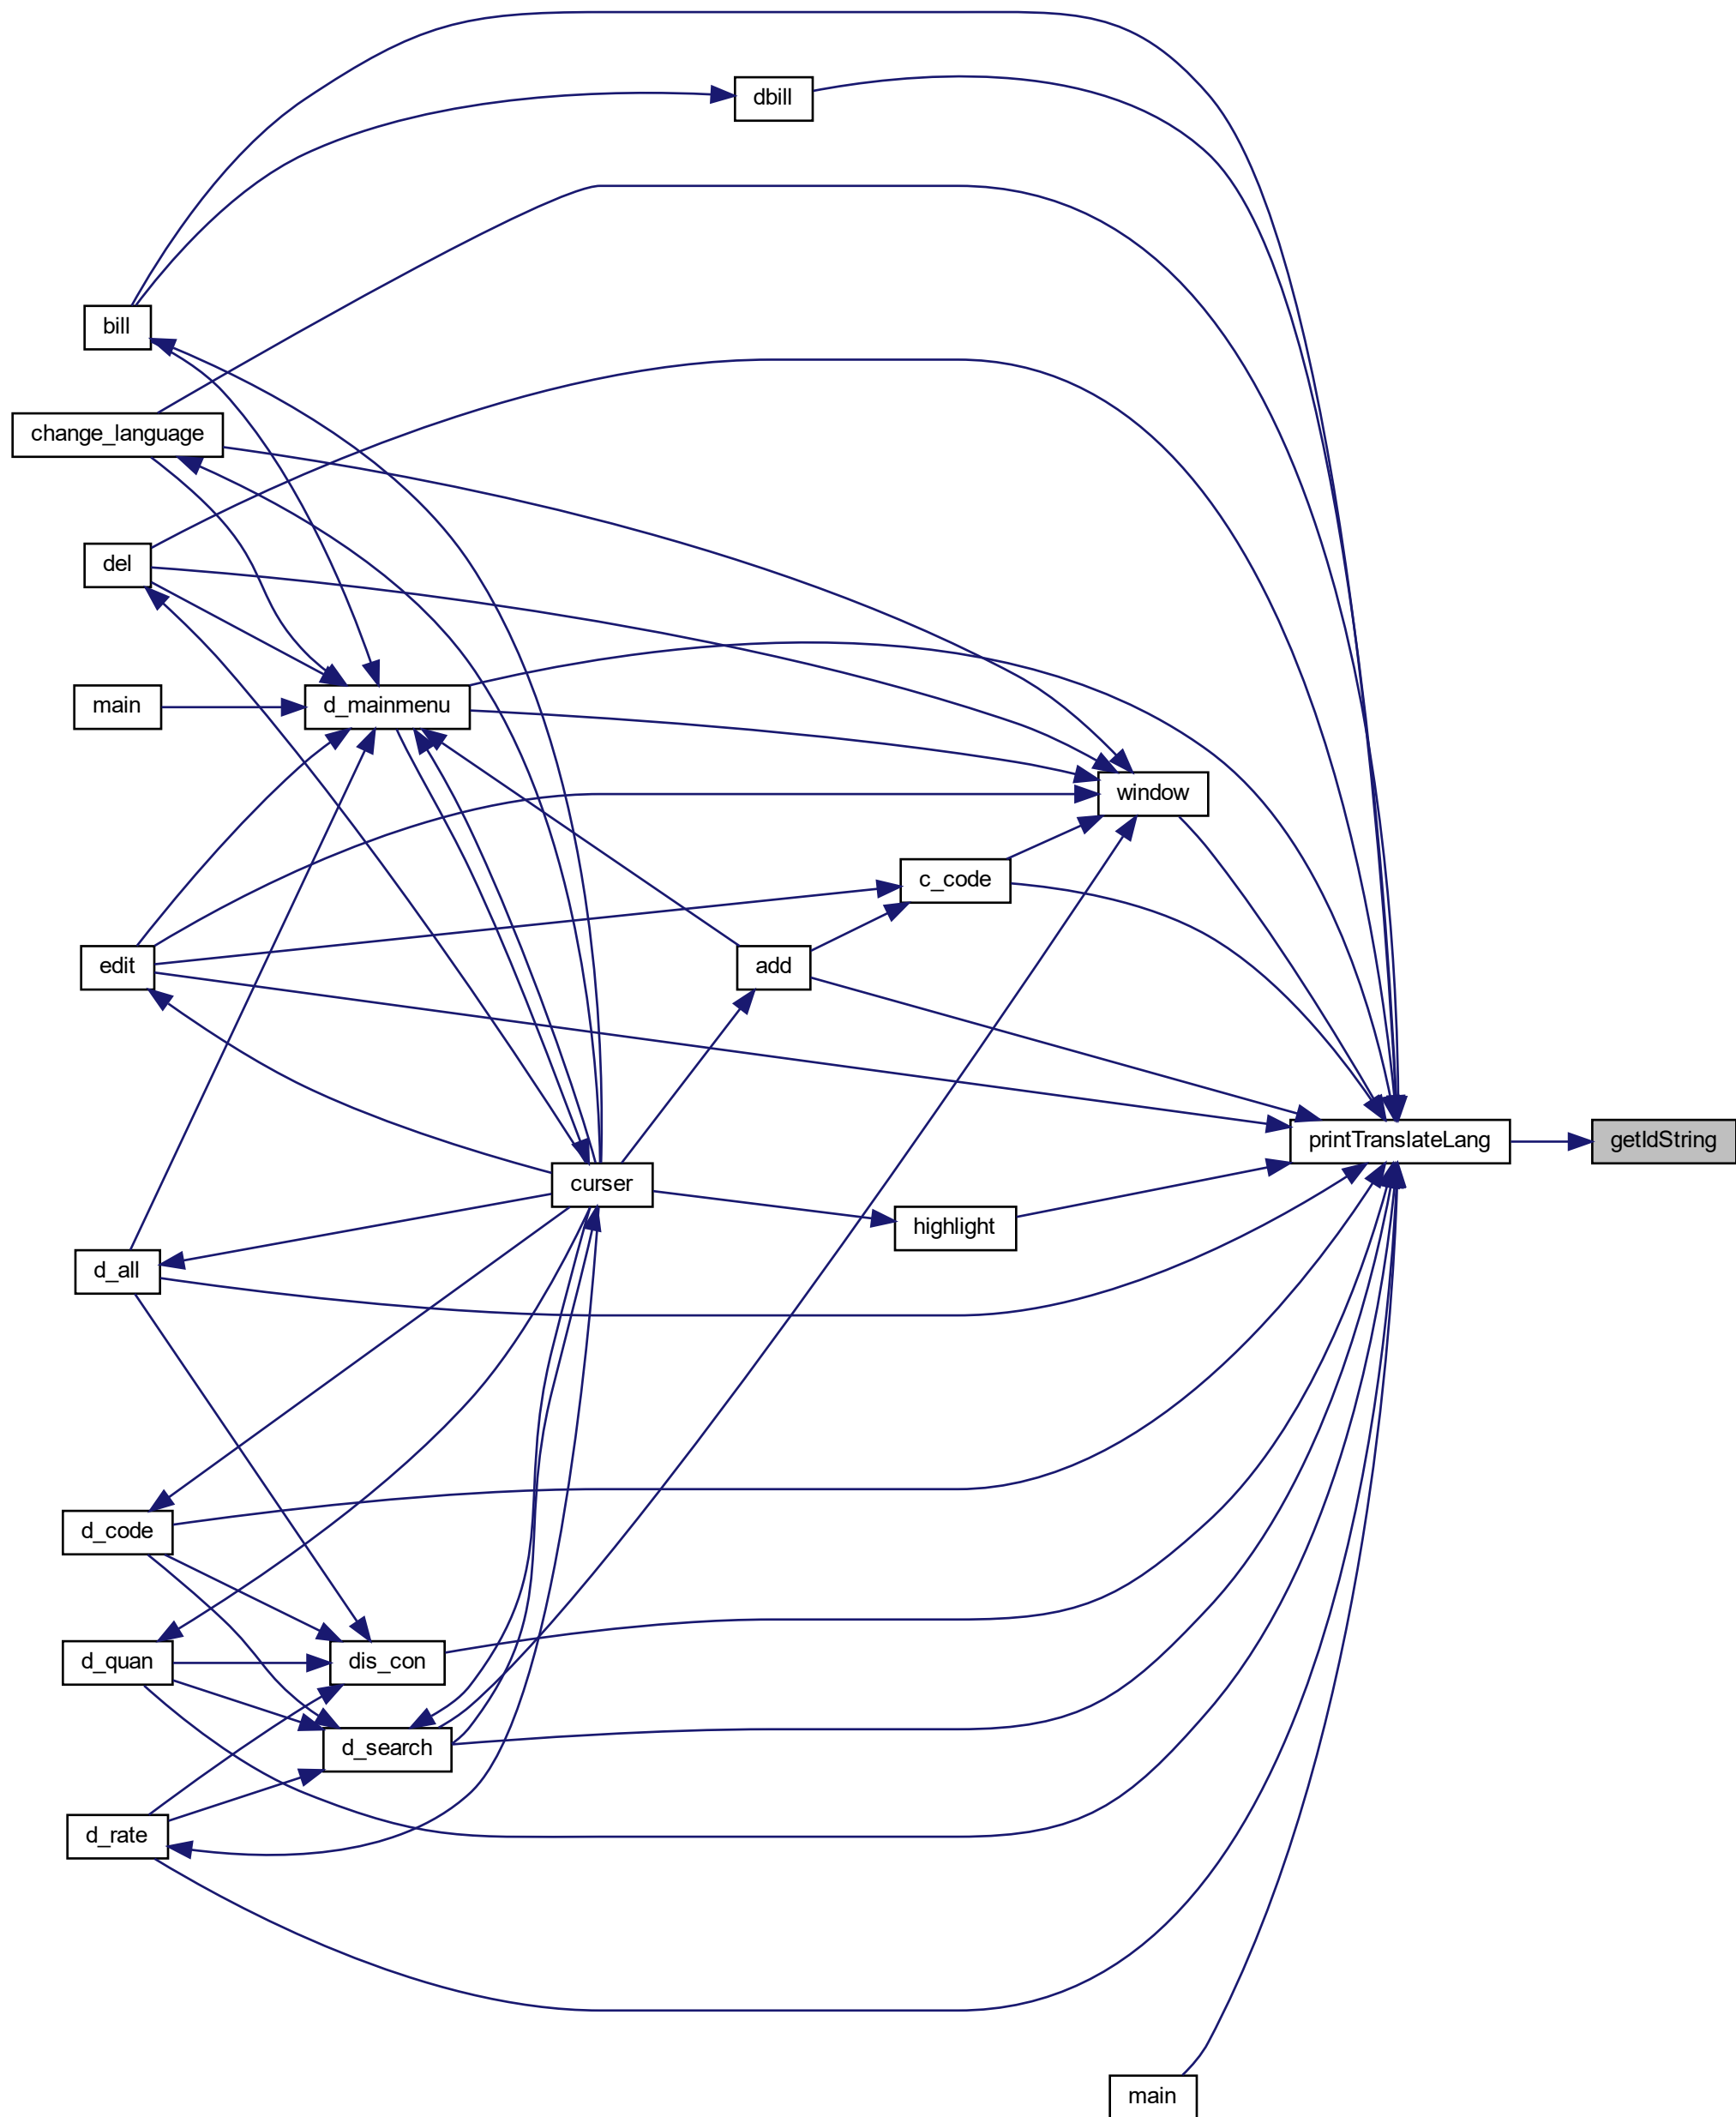 dbill
bill
change_language
del
main
d_mainmenu
window
c_code
edit
add
printTranslateLang
getIdString
curser
highlight
d_all
d_code
d_quan
dis_con
d_search
d_rate
main